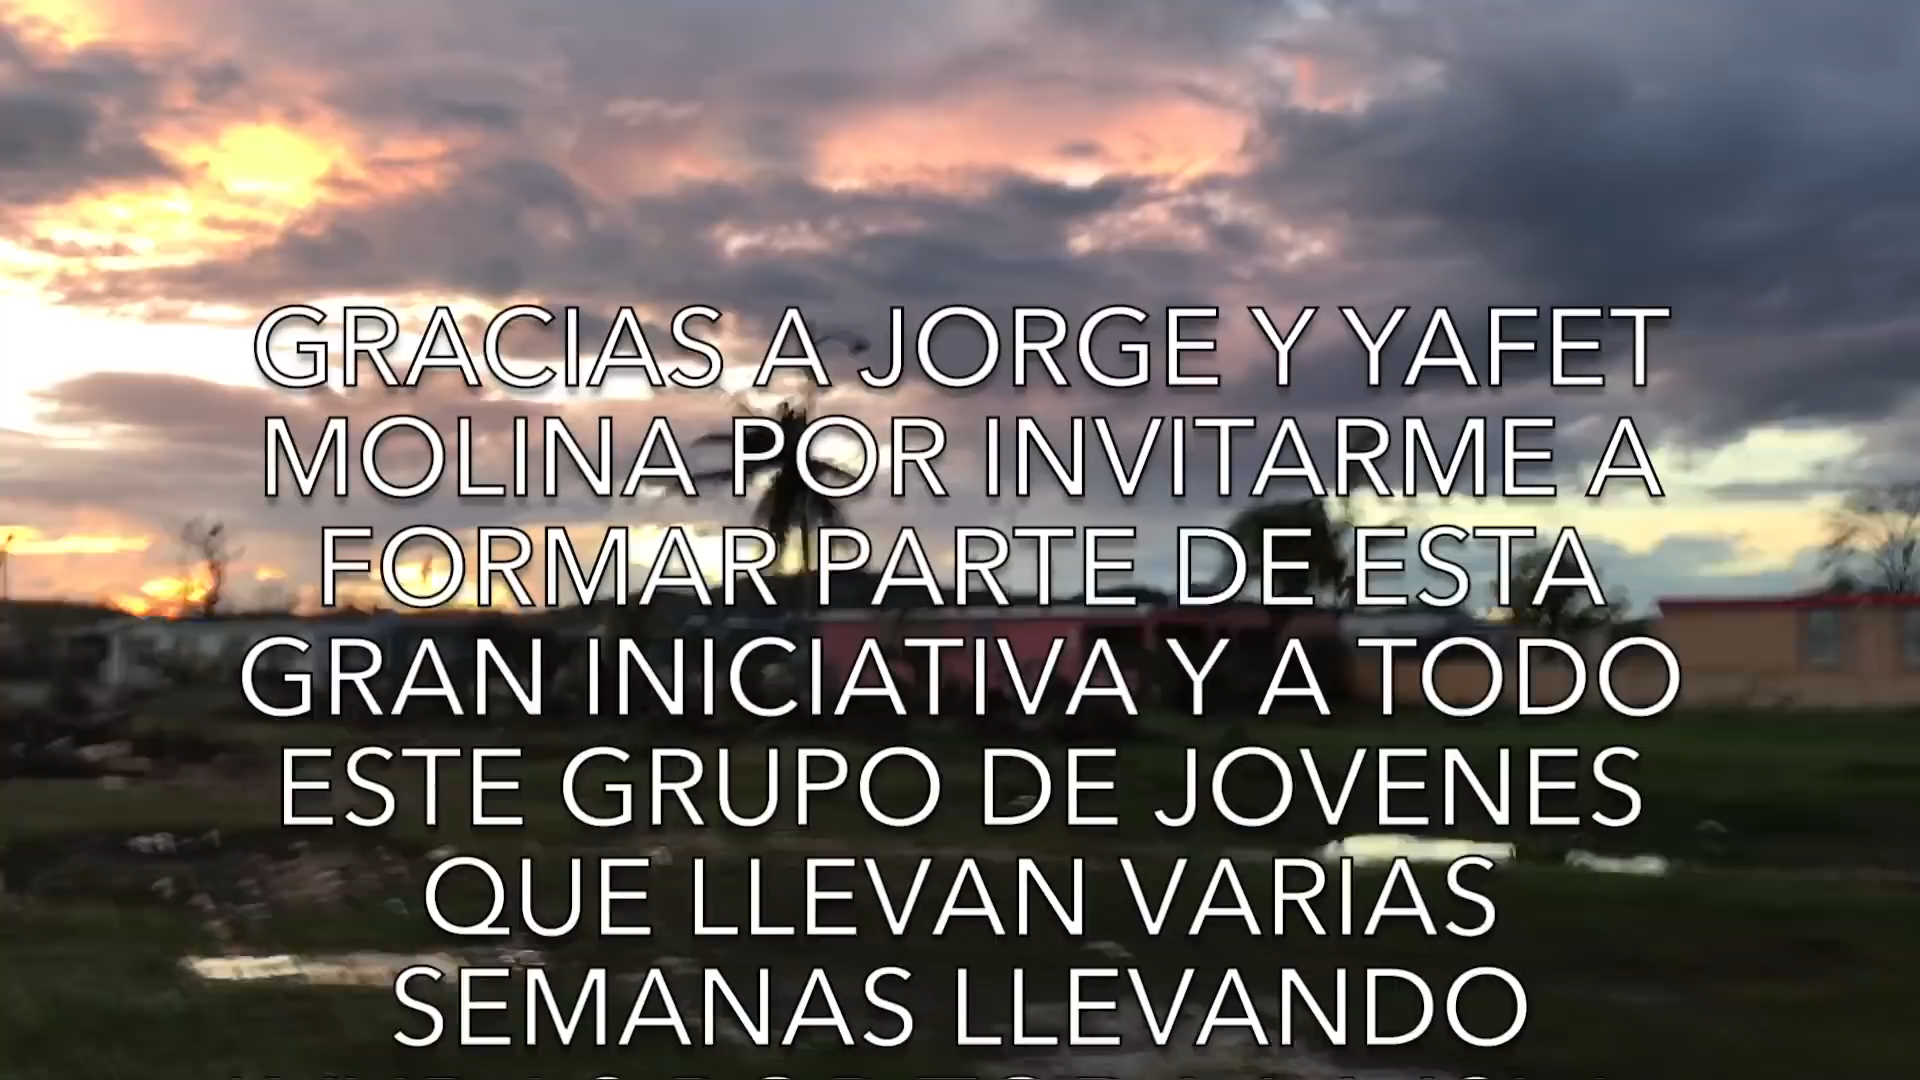 GRACIAS A JORGE Y YAFET
MOLINA POR INVITARME A
FORMAR PARTE DE ESTA
GRAN INICIATIVA Y A TODO
ESTE GRUPO DE JOVENES
QUE LLEVAN VARIAS
SEMANAS LLEVANDO